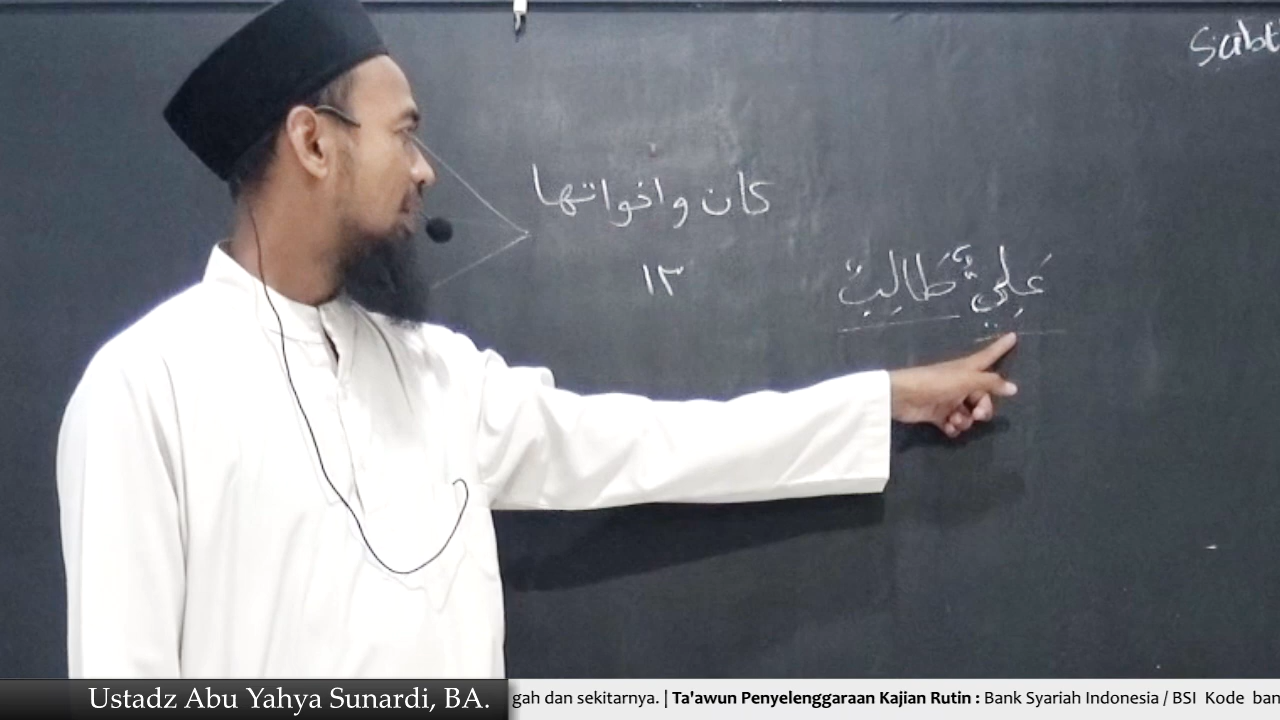 Sabt
كان واخواتها
١٣
عَلِيٌّ طَالِبٌ
Ustadz Abu Yahya Sunardi, BA.
gah dan sekitarnya. | Ta'awun Penyelenggaraan Kajian Rutin : Bank Syariah Indonesia / BSI Kode ban